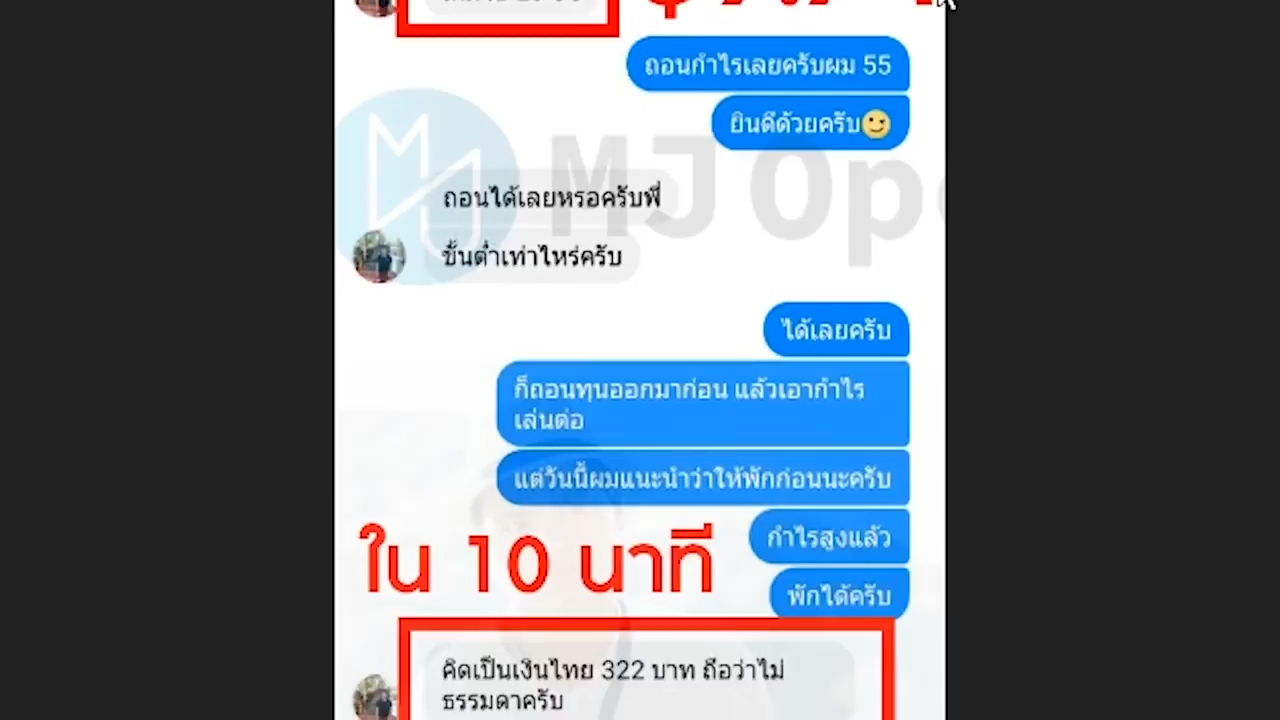 ถอนกำไรเลยครับผม 55
ยินดีด้วยครับ😏
MJ Op
ถอนได้เลยหรอครับพี่
ขั้นต่ำเท่าไหร่ครับ
ได้เลยครับ
ก็ถอนทุนออกมาก่อน แล้วเอากำไร
เล่นต่อ
แต่วันนี้ผมแนะนำว่าให้พักก่อนนะครับ
กำไรสูงแล้ว
ใน 10 นาที
พักได้ครับ
คิดเป็นเงินไทย 322 บาท ถือว่าไม่
ธรรมดาครับ